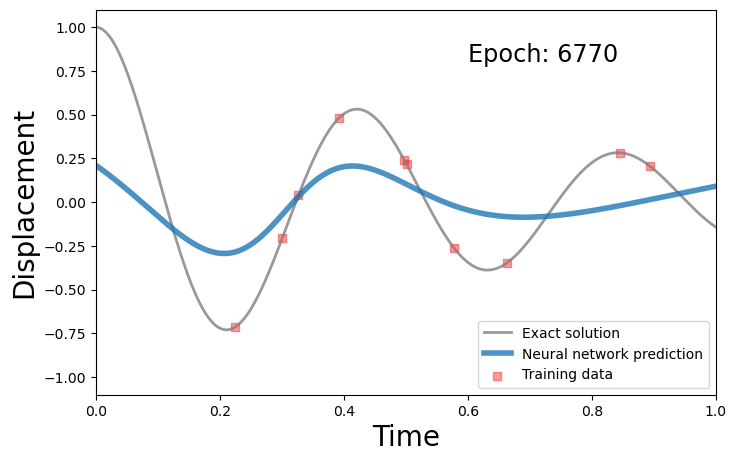 Epoch: 6770
1.00
0.75
0.50
0.25
0.00
−0.25
−0.50
−0.75
−1.00
Displacement
Exact solution
Neural network prediction
Training data
0.0 0.2 0.4 0.6 0.8 1.0
Time